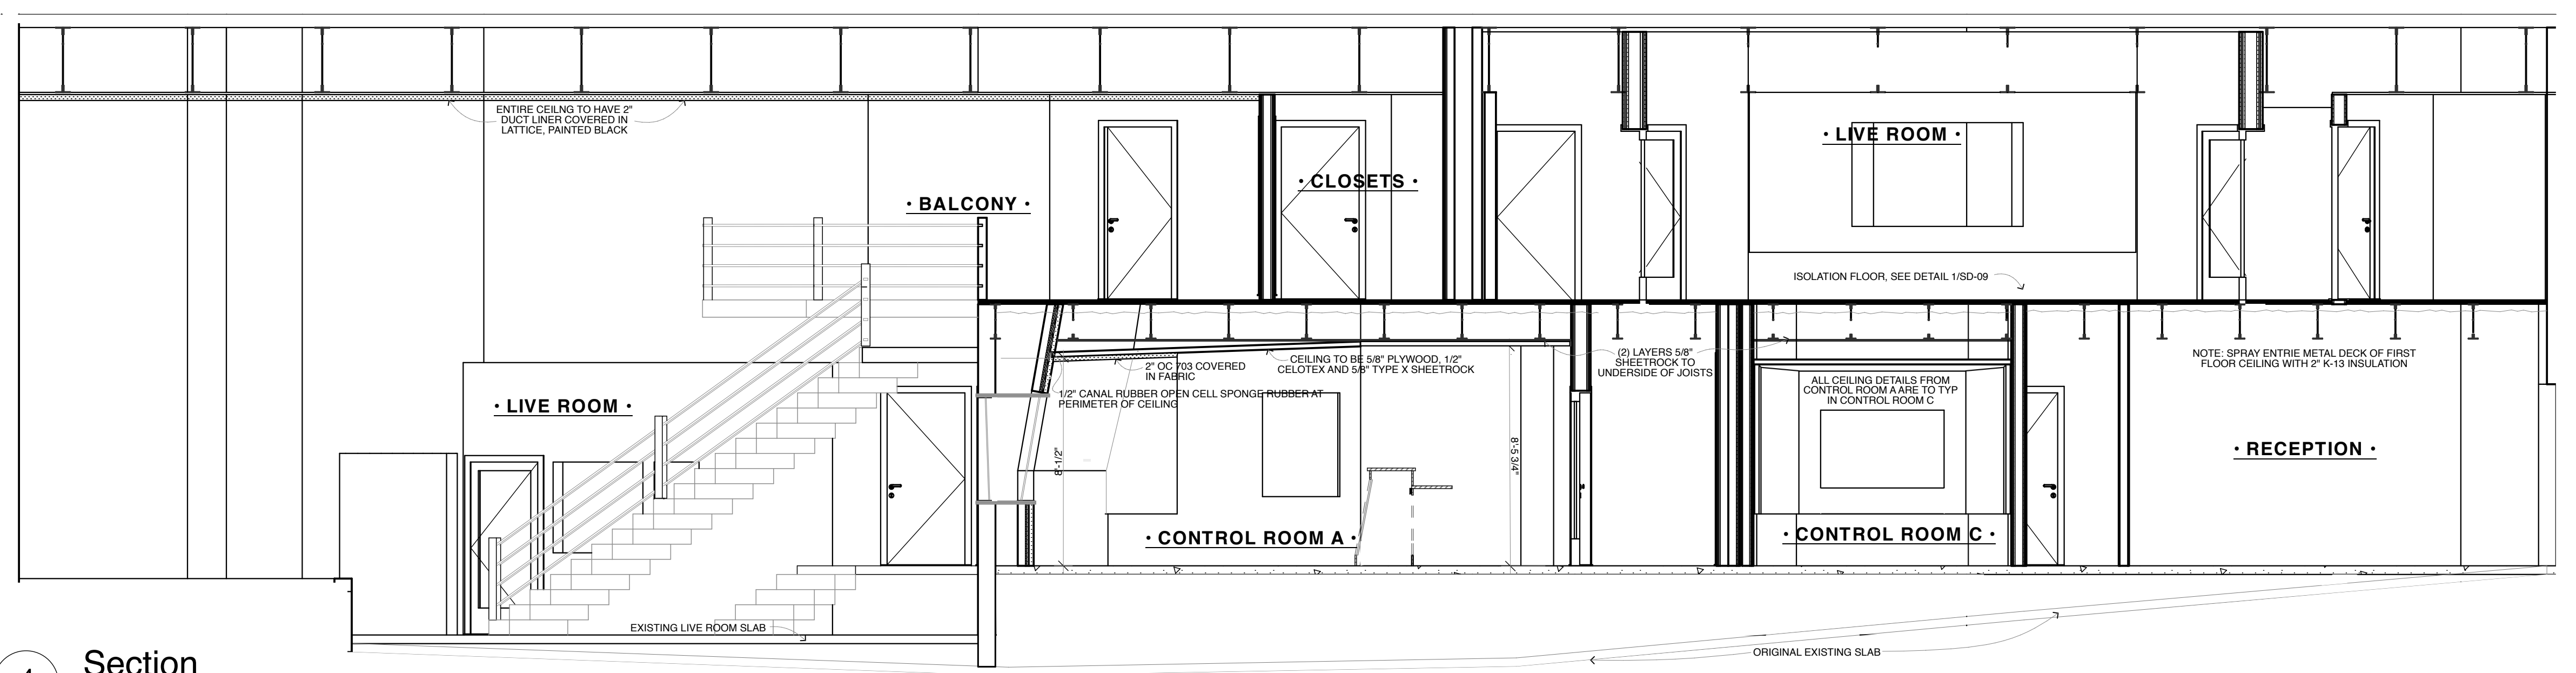 ENTIRE CEILNG TO HAVE 2"
DUCT LINER COVERED IN
LATTICE, PAINTED BLACK
• LIVE ROOM •
• CLOSETS •
• BALCONY •
ISOLATION FLOOR, SEE DETAIL 1/SD-09
2" OC 703 COVERED
IN FABRIC
CEILING TO BE 5/8" PLYWOOD, 1/2"
CELOTEX AND 5/8" TYPE X SHEETROCK
(2) LAYERS 5/8"
SHEETROCK TO
UNDERSIDE OF JOISTS
NOTE: SPRAY ENTRIE METAL DECK OF FIRST
FLOOR CEILING WITH 2" K-13 INSULATION
1/2" CANAL RUBBER OPEN CELL SPONGE RUBBER AT
PERIMETER OF CEILING
ALL CEILING DETAILS FROM
CONTROL ROOM A ARE TO TYP
IN CONTROL ROOM C
• LIVE ROOM •
8'-1/2"
8'-5 3/4"
• RECEPTION •
• CONTROL ROOM A •
• CONTROL ROOM C •
EXISTING LIVE ROOM SLAB
ORIGINAL EXISTING SLAB
Section